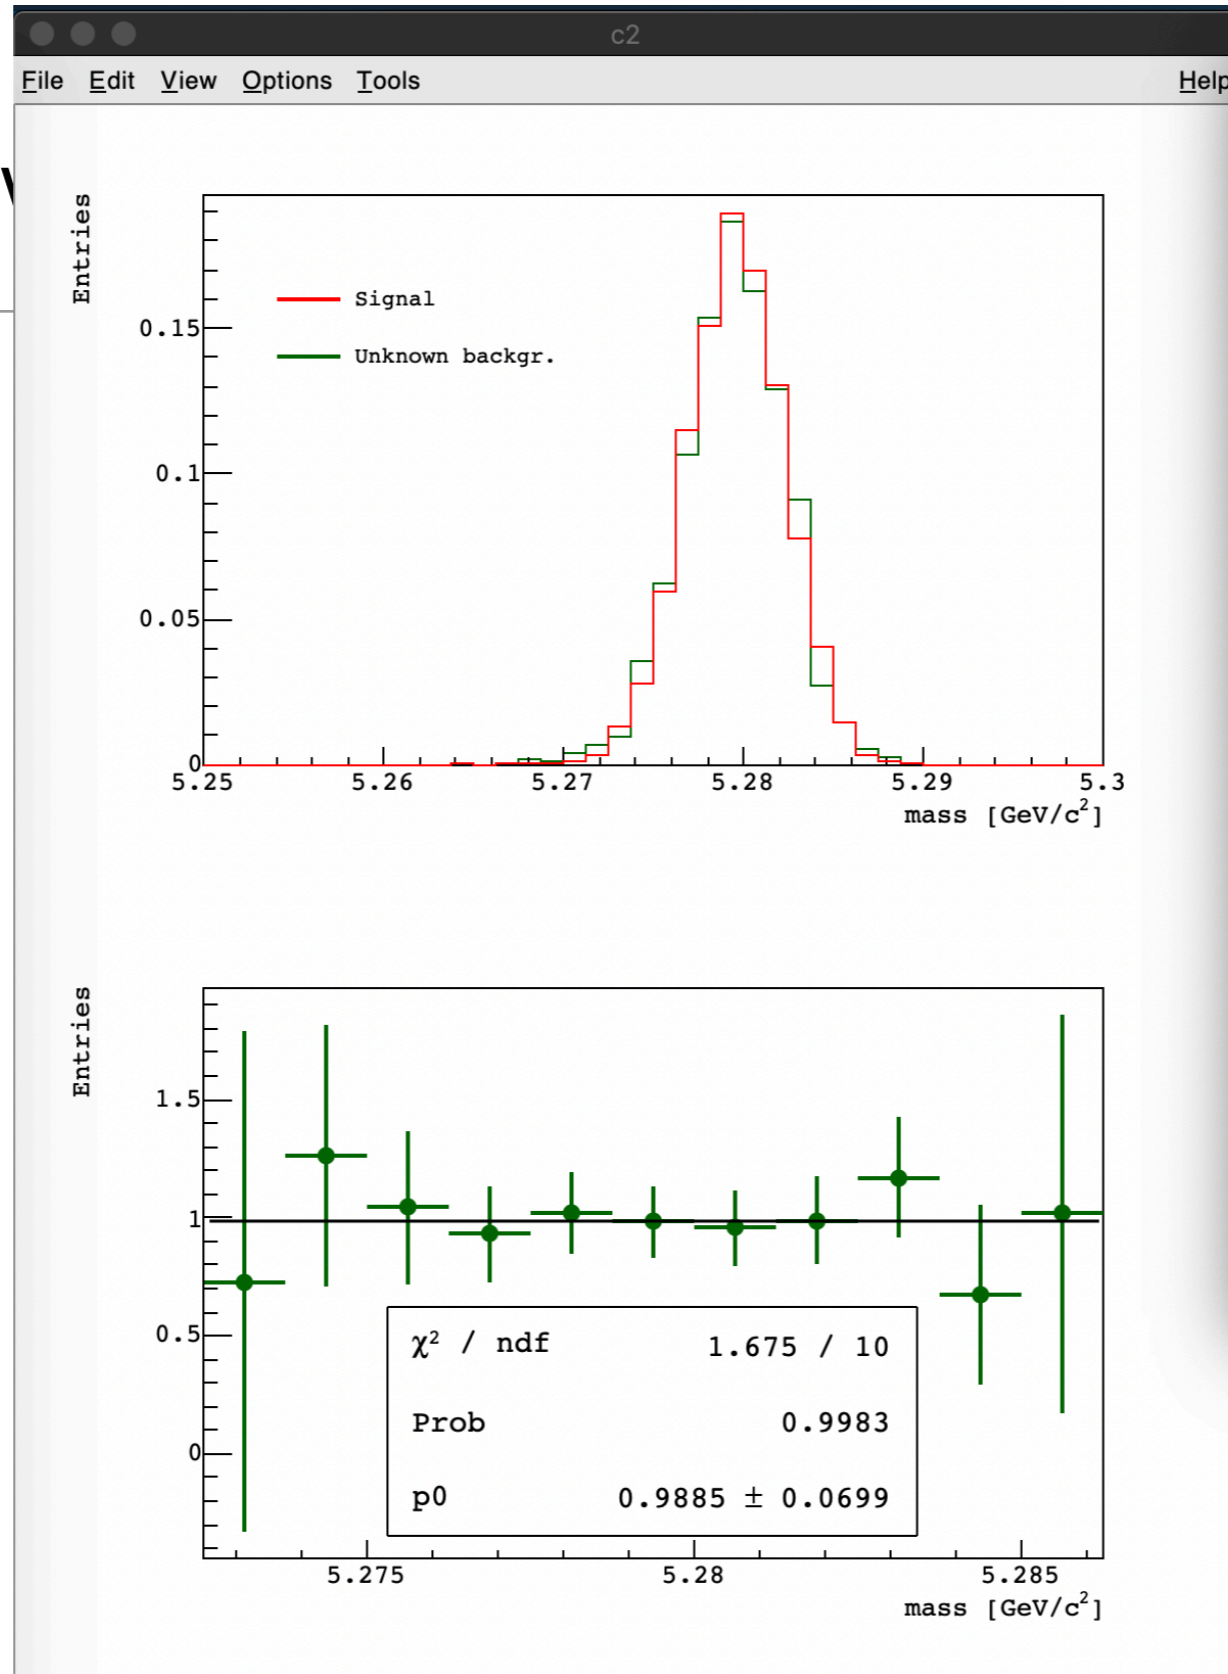 c2
File Edit View Options Tools Help
Entries
Signal
Unknown backgr.
0.15
0.1
0.05
0
5.25 5.26 5.27 5.28 5.29 5.3
mass [GeV/c²]
Entries
1.5
1
0.5
0
χ² / ndf 1.675 / 10
Prob 0.9983
p0 0.9885 ± 0.0699
5.275 5.28 5.285
mass [GeV/c²]